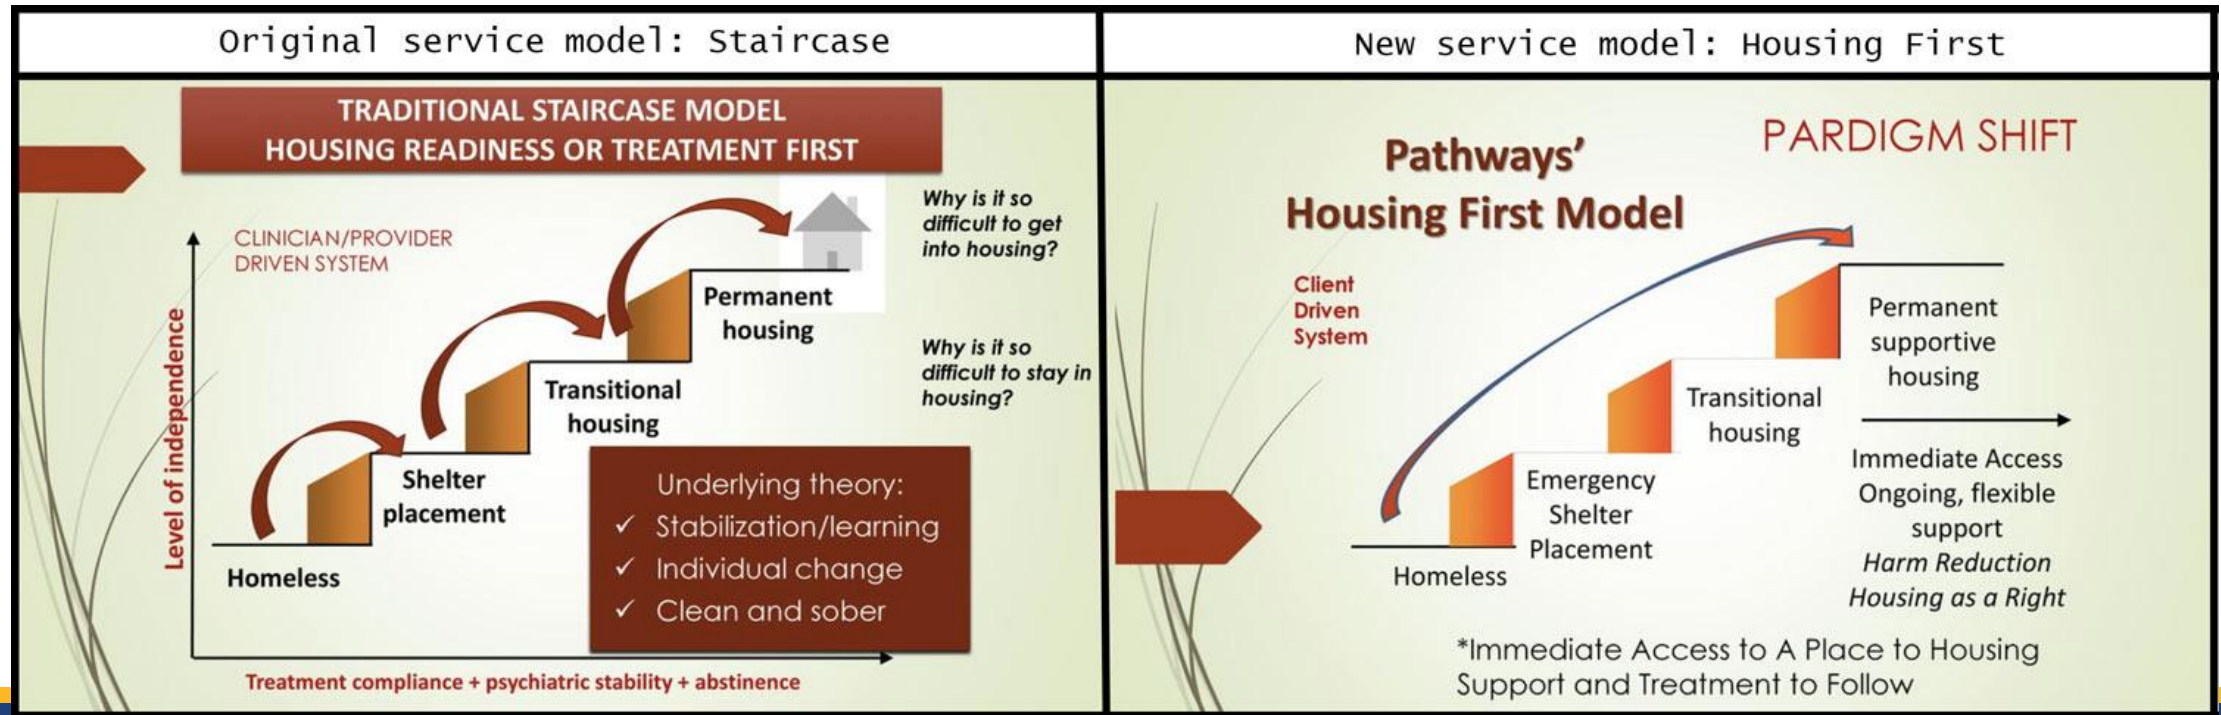 Original service model: Staircase
TRADITIONAL STAIRCASE MODEL
HOUSING READINESS OR TREATMENT FIRST
CLINICIAN/PROVIDER
DRIVEN SYSTEM
Why is it so
difficult to get
into housing?
Level of independence
Permanent
housing
Why is it so
difficult to stay in
housing?
Transitional
housing
Shelter
placement
Homeless
Underlying theory:
✓ Stabilization/learning
✓ Individual change
✓ Clean and sober
Treatment compliance + psychiatric stability + abstinence
New service model: Housing First
PARDIGM SHIFT
Pathways’
Housing First Model
Client
Driven
System
Permanent
supportive
housing
Transitional
housing
Emergency
Shelter
Placement
Homeless
Immediate Access
Ongoing, flexible
support
Harm Reduction
Housing as a Right
*Immediate Access to A Place to Housing
Support and Treatment to Follow